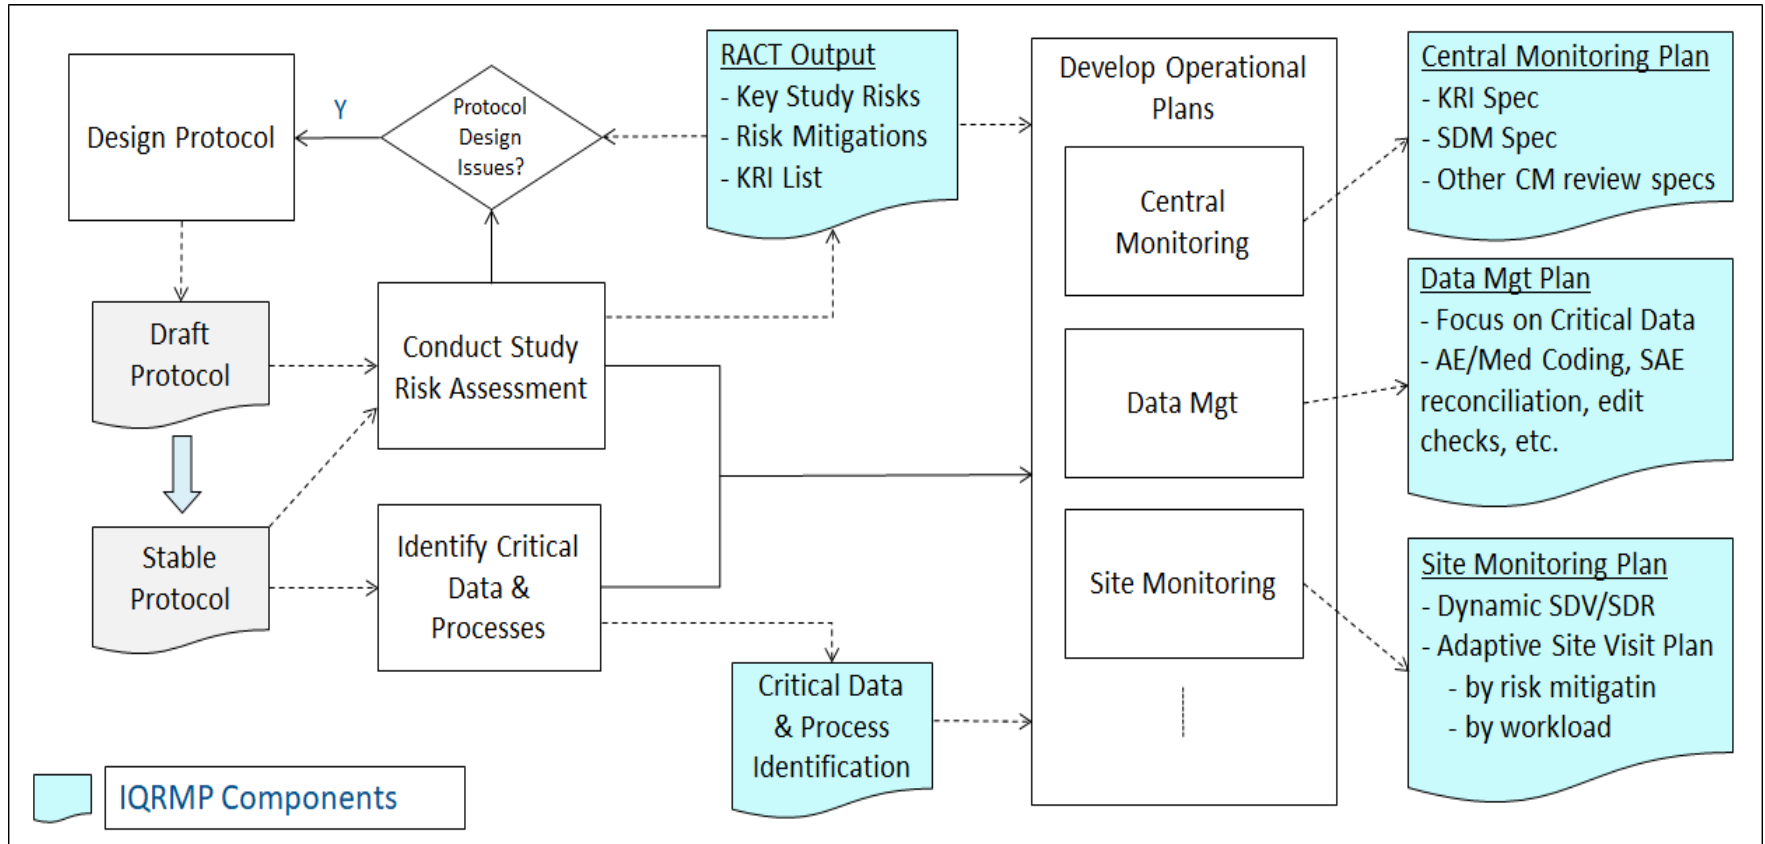 Design Protocol
Y
Protocol
Design
Issues?
RACT Output
- Key Study Risks
- Risk Mitigations
- KRI List
Develop Operational
Plans
Central
Monitoring
Data Mgt
Site Monitoring
Central Monitoring Plan
- KRI Spec
- SDM Spec
- Other CM review specs
Data Mgt Plan
- Focus on Critical Data
- AE/Med Coding, SAE
reconciliation, edit
checks, etc.
Site Monitoring Plan
- Dynamic SDV/SDR
- Adaptive Site Visit Plan
- by risk mitigatin
- by workload
Draft
Protocol
Conduct Study
Risk Assessment
Stable
Protocol
Identify Critical
Data &
Processes
Critical Data
& Process
Identification
IQRMP Components